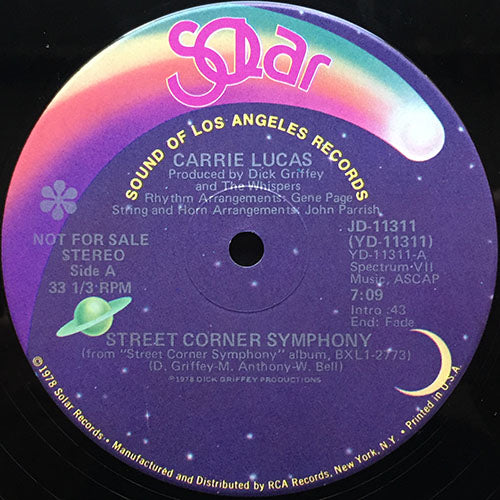 Solar
SOUND OF LOS ANGELES RECORDS
CARRIE LUCAS
Produced by Dick Griffey
and The Whispers
Rhythm Arrangements: Gene Page
String and Horn Arrangements: John Parrish
NOT FOR SALE
STEREO
Side A
33 1/3 RPM
JD-11311
(YD-11311)
YD-11311-A
Spectrum-VII
Music, ASCAP
7:09
Intro :43
End: Fade
STREET CORNER SYMPHONY
(from "Street Corner Symphony" album, BXL1-2773)
(D. Griffey-M. Anthony-W. Bell)
℗1978 DICK GRIFFEY PRODUCTIONS
©1978 Solar Records • Manufactured and Distributed by RCA Records, New York, N.Y. • Printed in U.S.A.